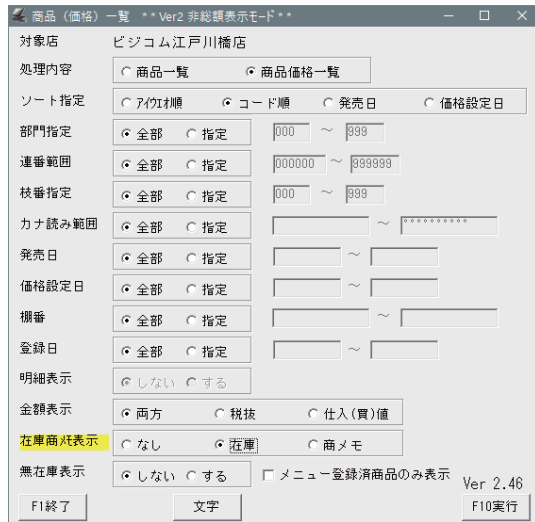 商品（価格）一覧 **Ver2 非総額表示ﾓｰﾄﾞ**
対象店 ビジコム江戸川橋店
処理内容 商品一覧 商品価格一覧
ソート指定 ｱｲｳｴｵ順 コード順 発売日 価格設定日
部門指定 全部 指定 000 ～ 999
連番範囲 全部 指定 000000 ～ 999999
枝番指定 全部 指定 000 ～ 999
カナ読み範囲 全部 指定 ～ ﾟﾟﾟﾟﾟﾟﾟﾟﾟﾟ
発売日 全部 指定 ～
価格設定日 全部 指定 ～
棚番 全部 指定 ～
登録日 全部 指定 ～
明細表示 しない する
金額表示 両方 税抜 仕入(買)値
在庫商ﾒﾓ表示 なし 在庫 商メモ
無在庫表示 しない する メニュー登録済商品のみ表示
Ver 2.46
F1終了 文字 F10実行